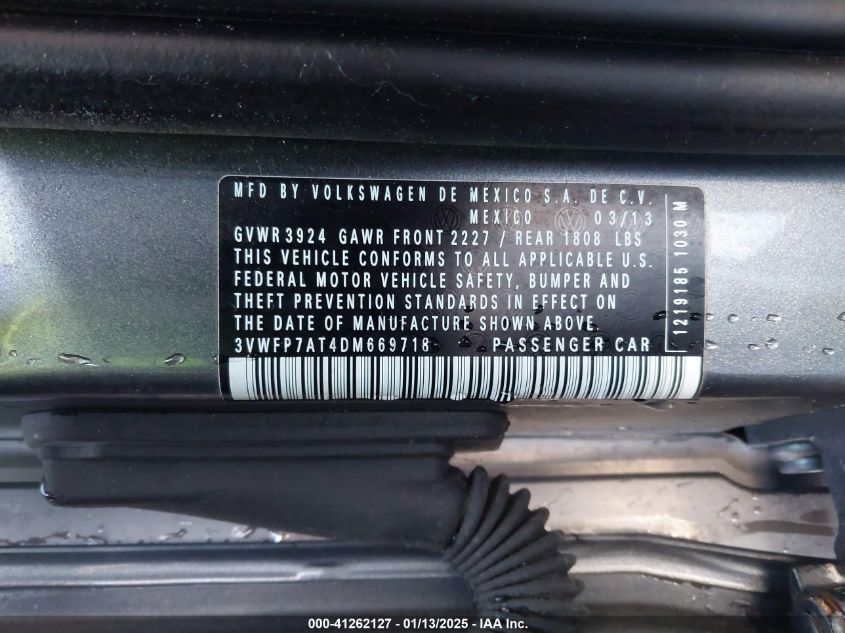 MFD BY VOLKSWAGEN DE MEXICO S.A. DE C.V.
MEXICO 03/13
GVWR 3924 GAWR FRONT 2227 / REAR 1808 LBS
THIS VEHICLE CONFORMS TO ALL APPLICABLE U.S.
FEDERAL MOTOR VEHICLE SAFETY, BUMPER AND
THEFT PREVENTION STANDARDS IN EFFECT ON
THE DATE OF MANUFACTURE SHOWN ABOVE.
3VWFP7AT4DM669718 PASSENGER CAR
1219185 1030 M
000-41262127 - 01/13/2025 - IAA Inc.